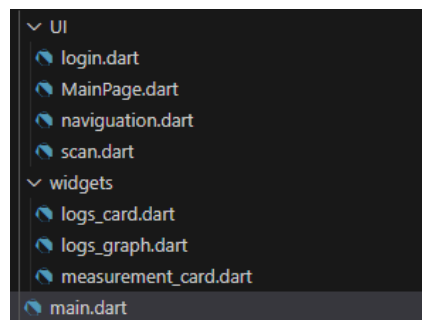 UI
login.dart
MainPage.dart
naviguation.dart
scan.dart
widgets
logs_card.dart
logs_graph.dart
measurement_card.dart
main.dart